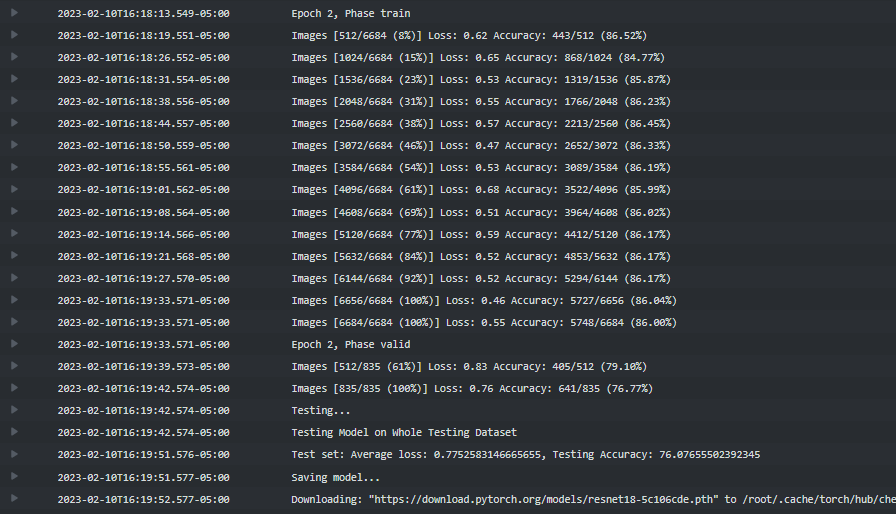 2023-02-10T16:18:13.549-05:00 Epoch 2, Phase train
2023-02-10T16:18:19.551-05:00 Images [512/6684 (8%)] Loss: 0.62 Accuracy: 443/512 (86.52%)
2023-02-10T16:18:26.552-05:00 Images [1024/6684 (15%)] Loss: 0.65 Accuracy: 868/1024 (84.77%)
2023-02-10T16:18:31.554-05:00 Images [1536/6684 (23%)] Loss: 0.53 Accuracy: 1319/1536 (85.87%)
2023-02-10T16:18:38.556-05:00 Images [2048/6684 (31%)] Loss: 0.55 Accuracy: 1766/2048 (86.23%)
2023-02-10T16:18:44.557-05:00 Images [2560/6684 (38%)] Loss: 0.57 Accuracy: 2213/2560 (86.45%)
2023-02-10T16:18:50.559-05:00 Images [3072/6684 (46%)] Loss: 0.47 Accuracy: 2652/3072 (86.33%)
2023-02-10T16:18:55.561-05:00 Images [3584/6684 (54%)] Loss: 0.53 Accuracy: 3089/3584 (86.19%)
2023-02-10T16:19:01.562-05:00 Images [4096/6684 (61%)] Loss: 0.68 Accuracy: 3522/4096 (85.99%)
2023-02-10T16:19:08.564-05:00 Images [4608/6684 (69%)] Loss: 0.51 Accuracy: 3964/4608 (86.02%)
2023-02-10T16:19:14.566-05:00 Images [5120/6684 (77%)] Loss: 0.59 Accuracy: 4412/5120 (86.17%)
2023-02-10T16:19:21.568-05:00 Images [5632/6684 (84%)] Loss: 0.52 Accuracy: 4853/5632 (86.17%)
2023-02-10T16:19:27.570-05:00 Images [6144/6684 (92%)] Loss: 0.52 Accuracy: 5294/6144 (86.17%)
2023-02-10T16:19:33.571-05:00 Images [6656/6684 (100%)] Loss: 0.46 Accuracy: 5727/6656 (86.04%)
2023-02-10T16:19:33.571-05:00 Images [6684/6684 (100%)] Loss: 0.55 Accuracy: 5748/6684 (86.00%)
2023-02-10T16:19:33.571-05:00 Epoch 2, Phase valid
2023-02-10T16:19:39.573-05:00 Images [512/835 (61%)] Loss: 0.83 Accuracy: 405/512 (79.10%)
2023-02-10T16:19:42.574-05:00 Images [835/835 (100%)] Loss: 0.76 Accuracy: 641/835 (76.77%)
2023-02-10T16:19:42.574-05:00 Testing...
2023-02-10T16:19:42.574-05:00 Testing Model on Whole Testing Dataset
2023-02-10T16:19:51.576-05:00 Test set: Average loss: 0.7752583146665655, Testing Accuracy: 76.07655502392345
2023-02-10T16:19:51.577-05:00 Saving model...
2023-02-10T16:19:52.577-05:00 Downloading: "https://download.pytorch.org/models/resnet18-5c106cde.pth" to /root/.cache/torch/hub/che